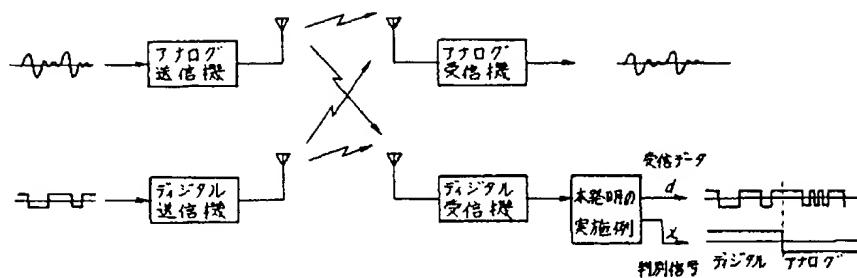 アナログ
送信機
アナログ
受信機
ディジタル
送信機
ディジタル
受信機
本発明の
実施例
受信データ
d
x
判別信号
ディジタル
アナログ